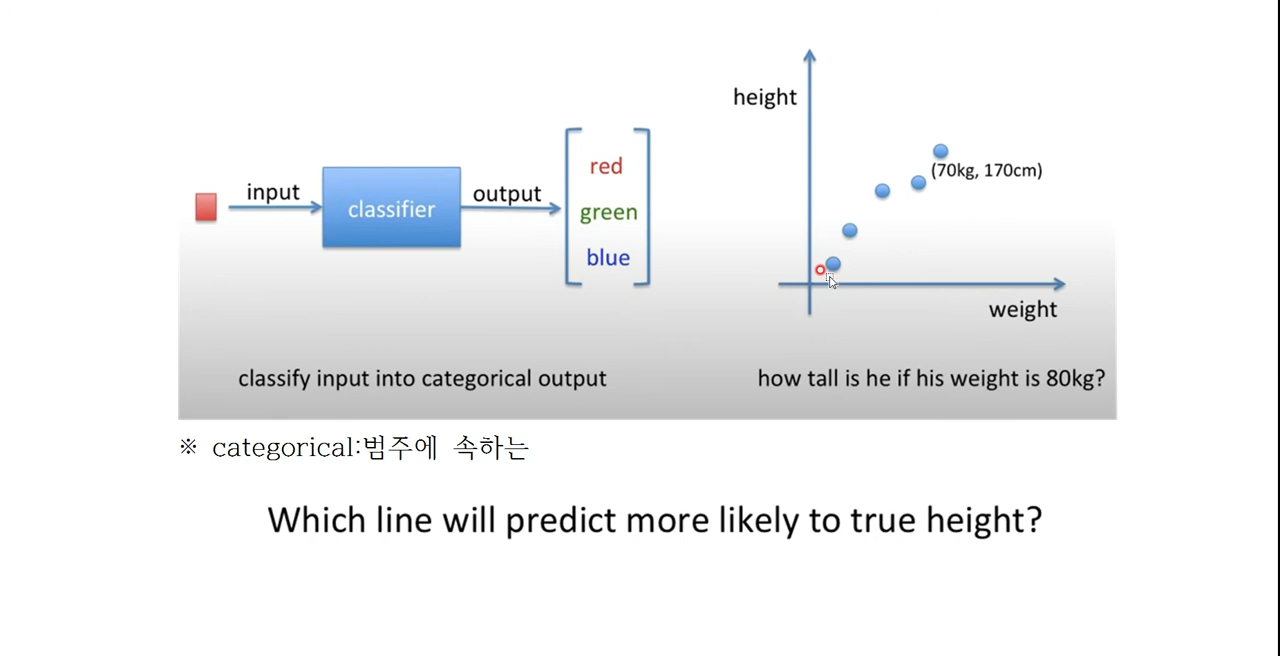 input
classifier
output
red
green
blue
classify input into categorical output
height
(70kg, 170cm)
weight
how tall is he if his weight is 80kg?
※ categorical:범주에 속하는
Which line will predict more likely to true height?